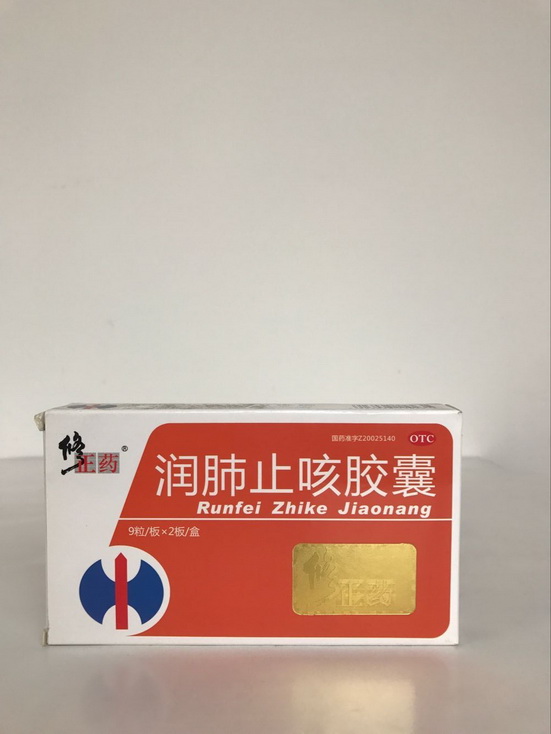 国药准字Z20025140 OTC
修正药®
润肺止咳胶囊
Runfei Zhike Jiaonang
9粒/板×2板/盒
修正药